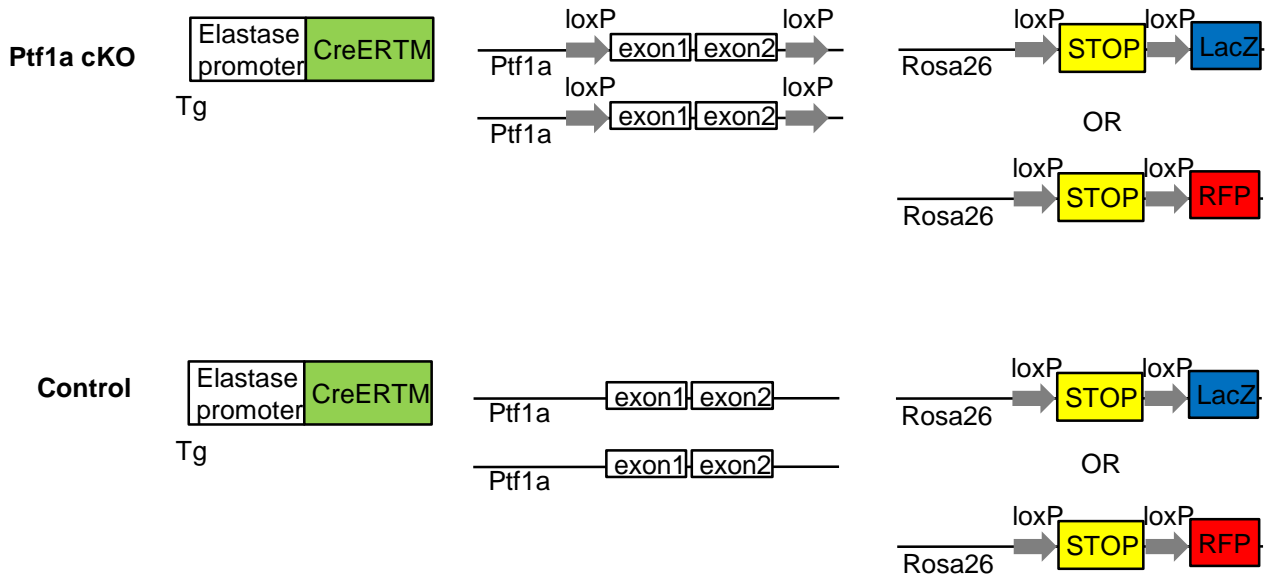 Ptf1a cKO
Elastase promoter
CreERTM
Tg
loxP loxP
exon1 exon2
Ptf1a
loxP loxP
exon1 exon2
Ptf1a
loxP loxP
STOP LacZ
Rosa26
OR
loxP loxP
STOP RFP
Rosa26
Control
Elastase promoter
CreERTM
Tg
exon1 exon2
Ptf1a
exon1 exon2
Ptf1a
loxP loxP
STOP LacZ
Rosa26
OR
loxP loxP
STOP RFP
Rosa26